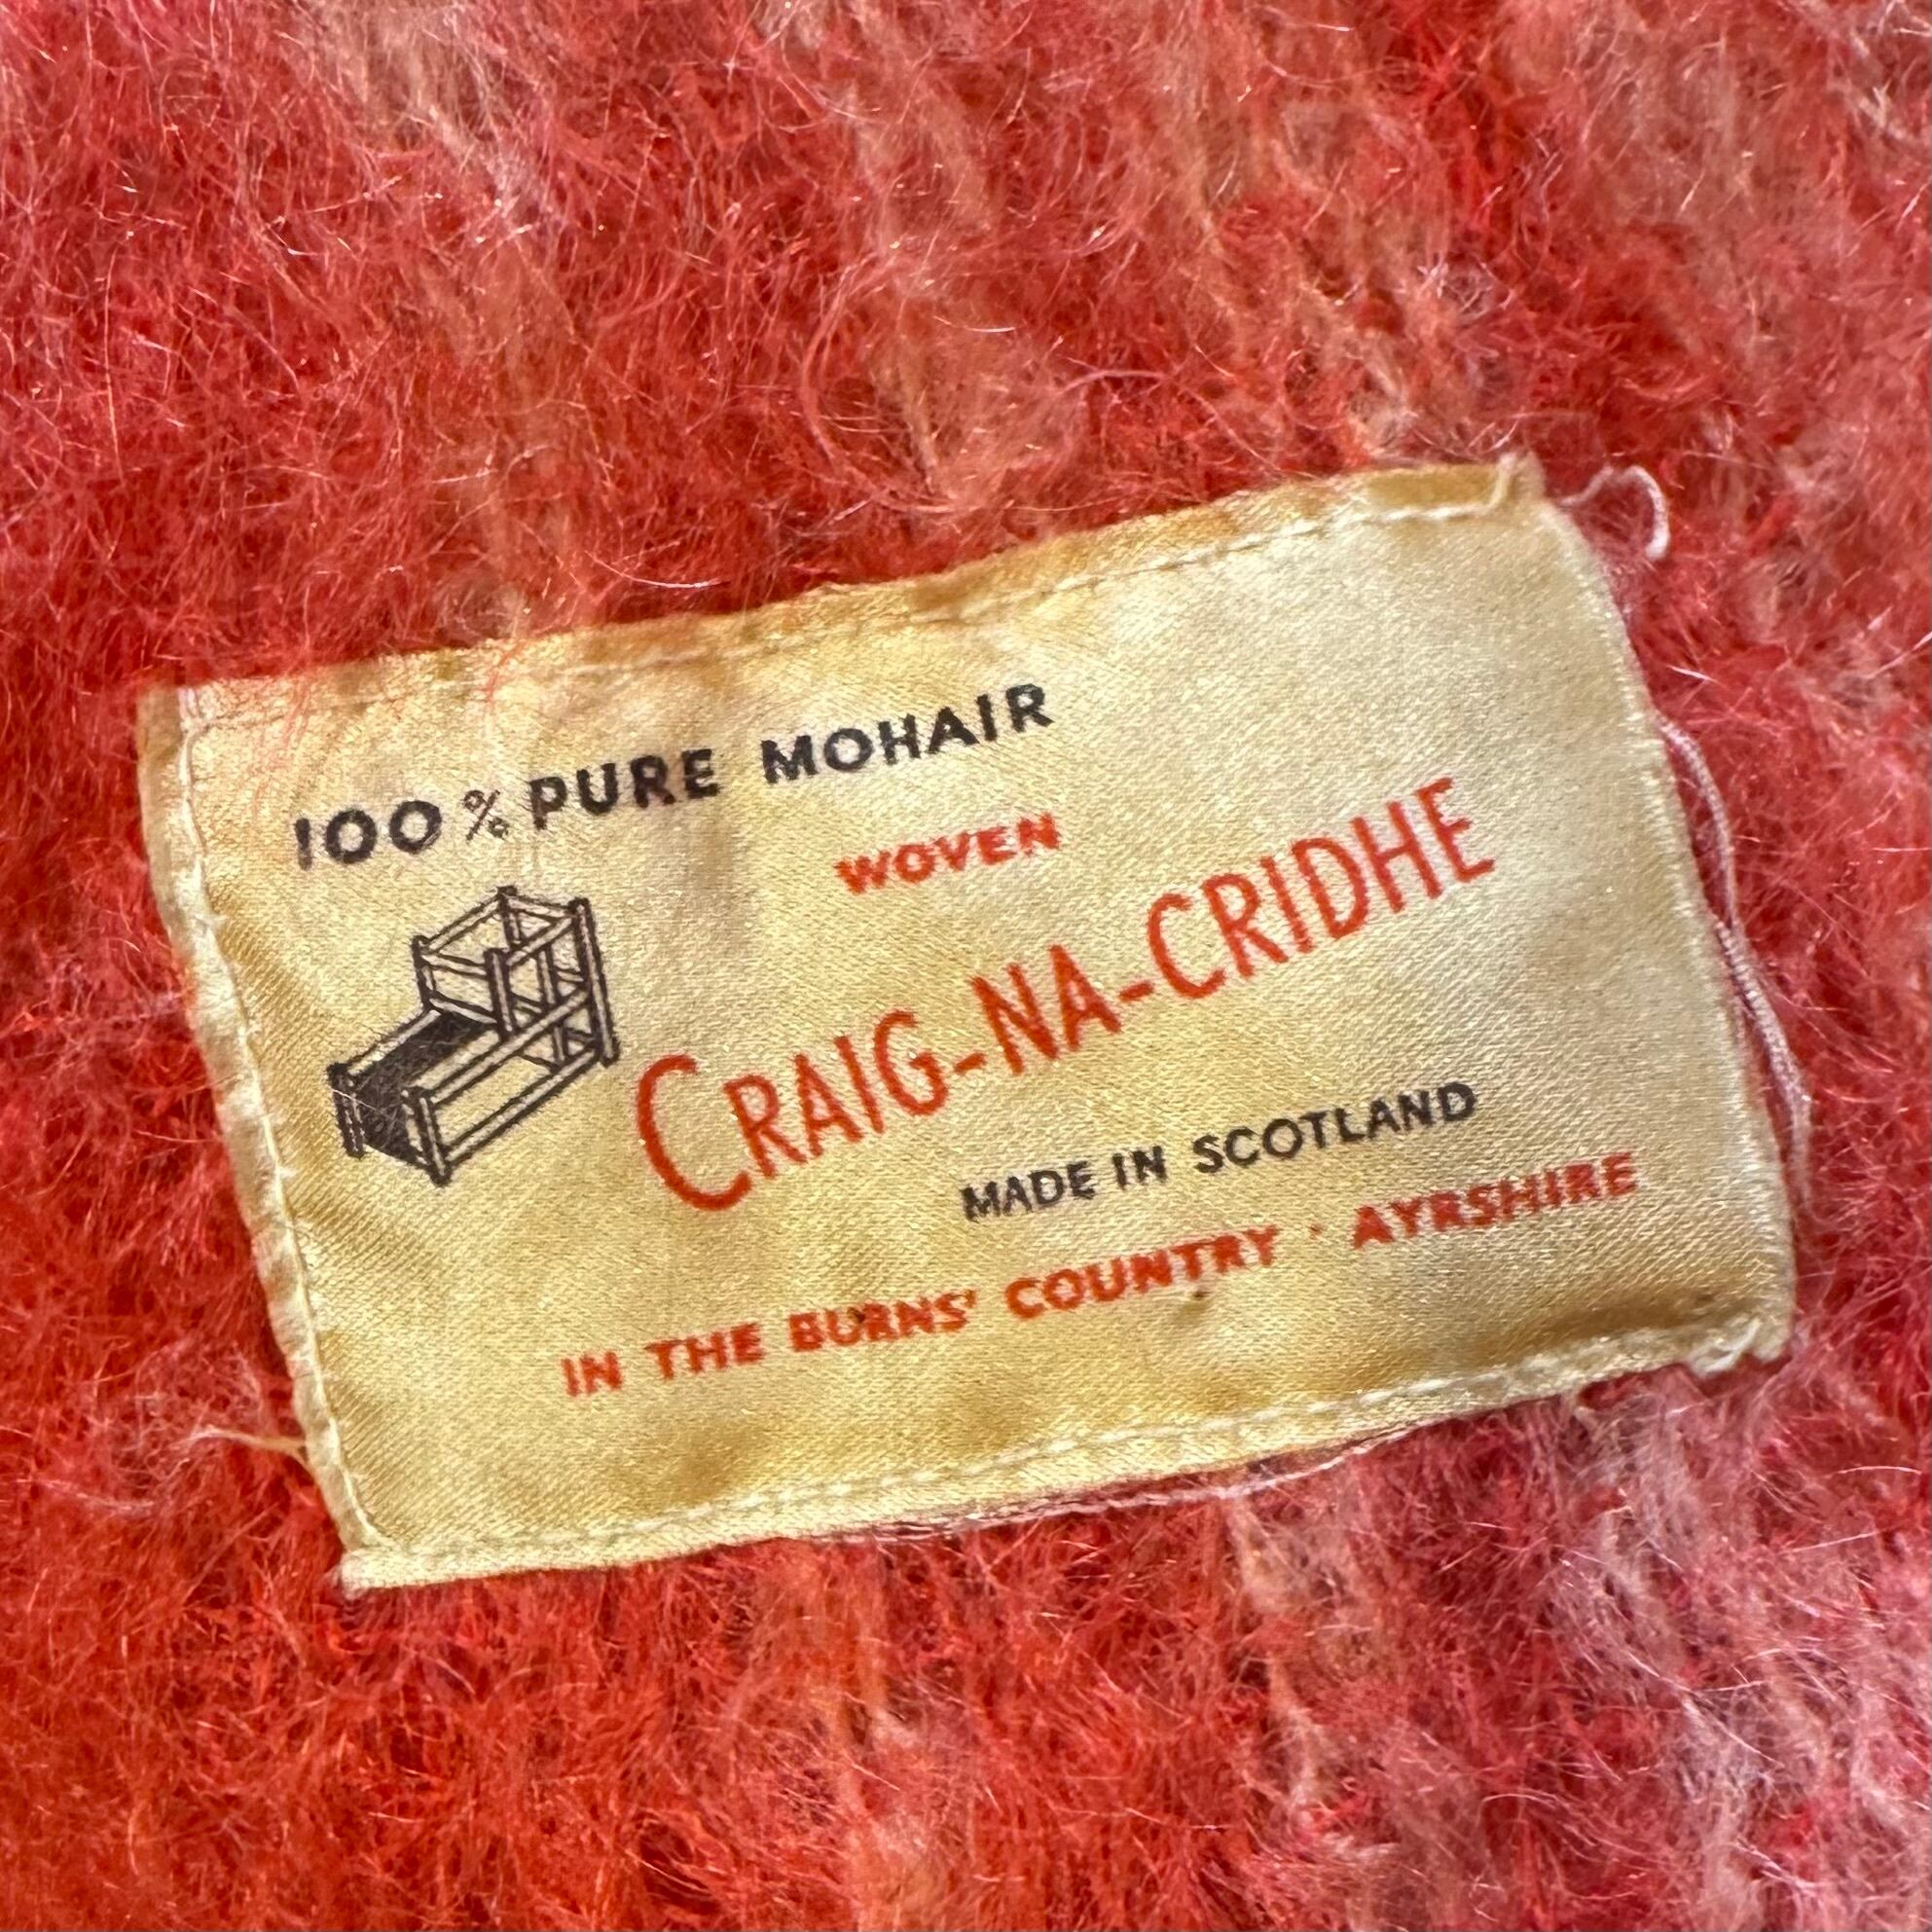 100% PURE MOHAIR
WOVEN
CRAIG-NA-CRIDHE
MADE IN SCOTLAND
IN THE BURNS' COUNTRY · AYRSHIRE